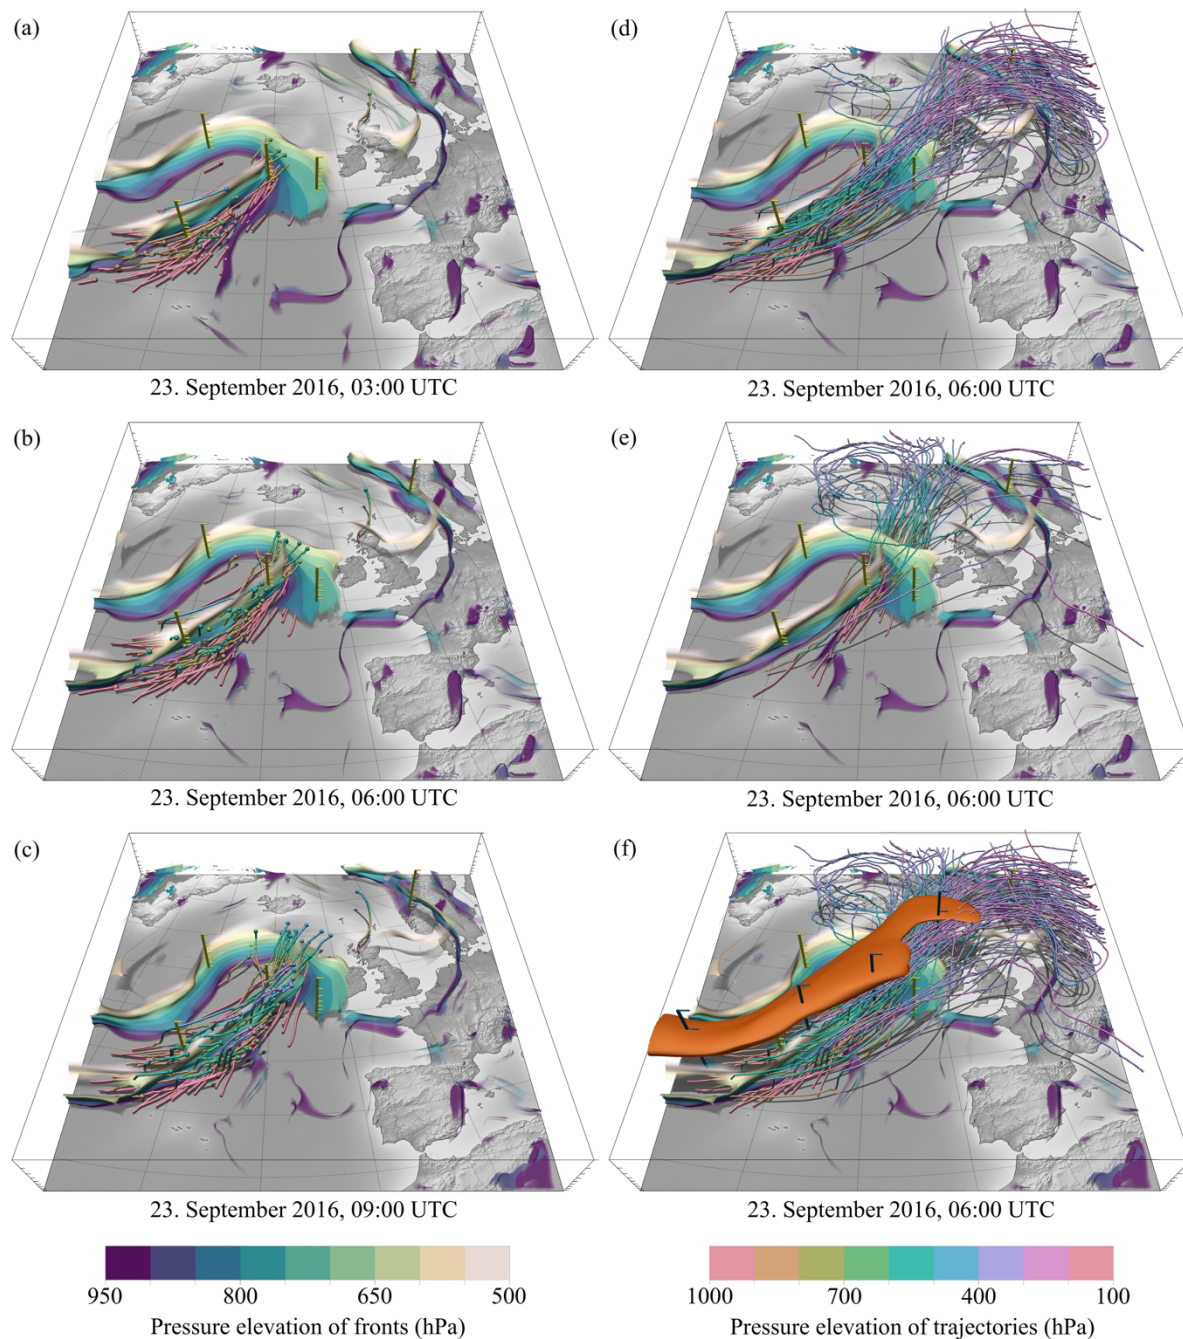 (a)
(d)
23. September 2016, 03:00 UTC
23. September 2016, 06:00 UTC
(b)
(e)
23. September 2016, 06:00 UTC
23. September 2016, 06:00 UTC
(c)
(f)
23. September 2016, 09:00 UTC
23. September 2016, 06:00 UTC
950 800 650 500
Pressure elevation of fronts (hPa)
1000 700 400 100
Pressure elevation of trajectories (hPa)